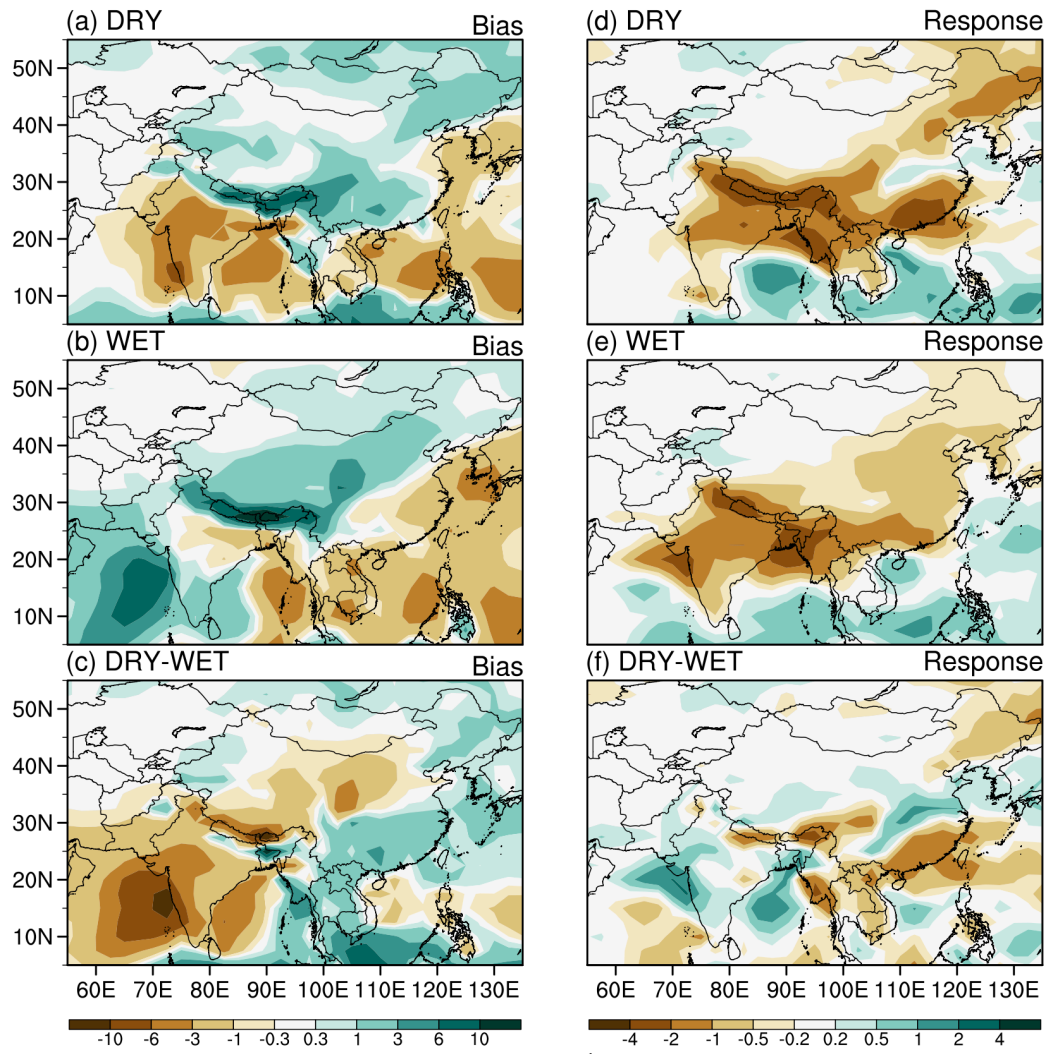 (a) DRY Bias (d) DRY Response
50N
40N
30N
20N
10N
(b) WET Bias (e) WET Response
50N
40N
30N
20N
10N
(c) DRY-WET Bias (f) DRY-WET Response
50N
40N
30N
20N
10N
60E 70E 80E 90E 100E 110E 120E 130E 60E 70E 80E 90E 100E 110E 120E 130E
-10 -6 -3 -1 -0.3 0.3 1 3 6 10 -4 -2 -1 -0.5 -0.2 0.2 0.5 1 2 4